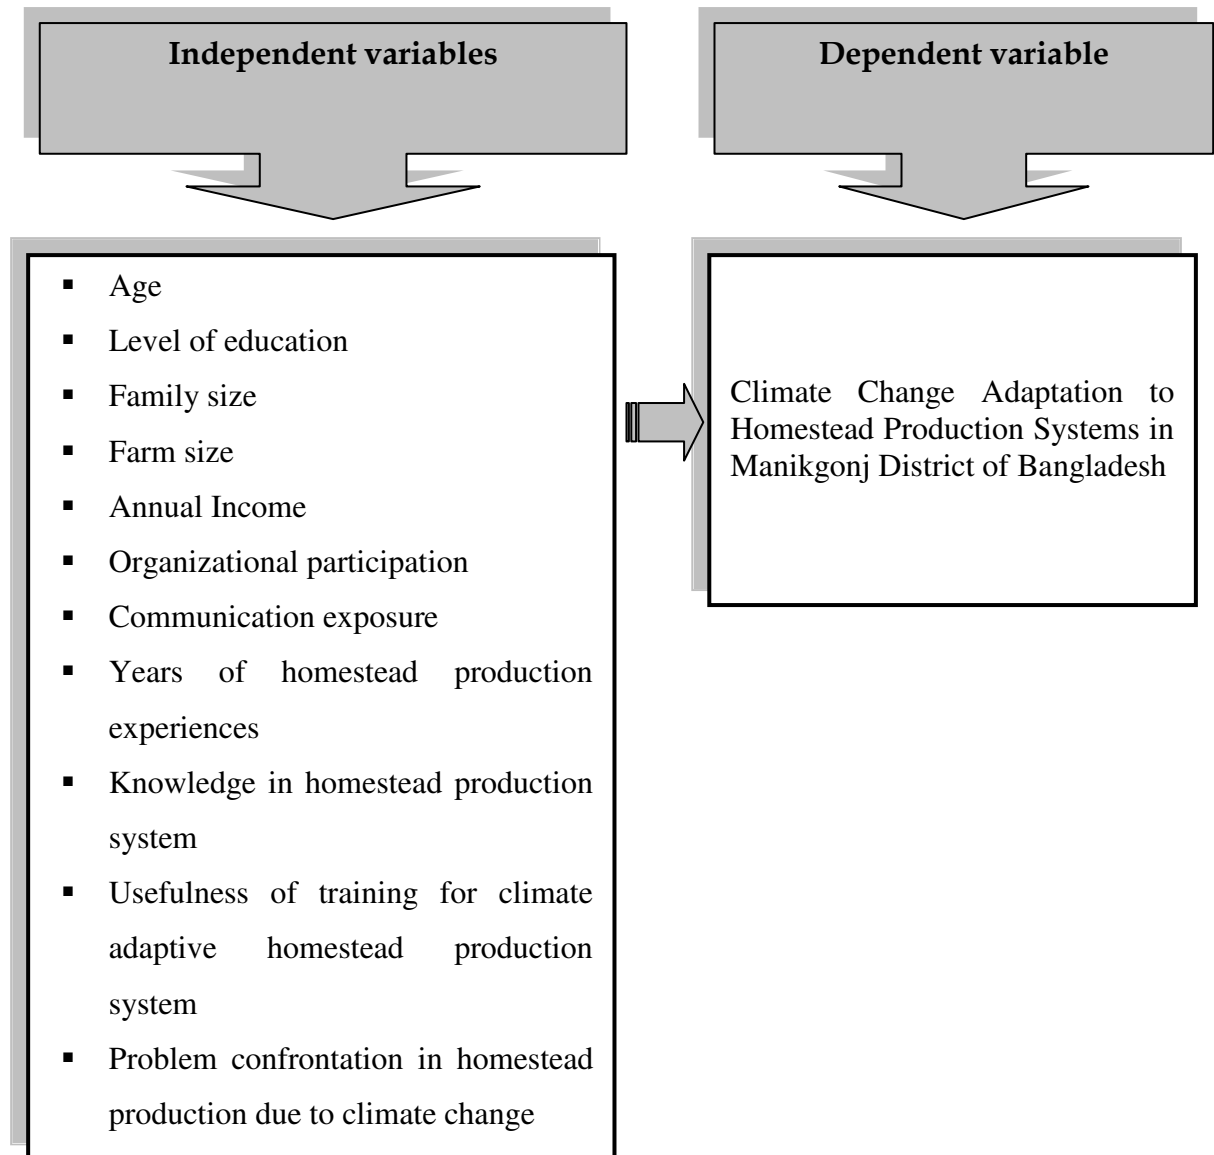 Independent variables
Dependent variable
▪ Age
▪ Level of education
▪ Family size
▪ Farm size
▪ Annual Income
▪ Organizational participation
▪ Communication exposure
▪ Years of homestead production
experiences
▪ Knowledge in homestead production
system
▪ Usefulness of training for climate
adaptive homestead production
system
▪ Problem confrontation in homestead
production due to climate change
Climate Change Adaptation to
Homestead Production Systems in
Manikgonj District of Bangladesh